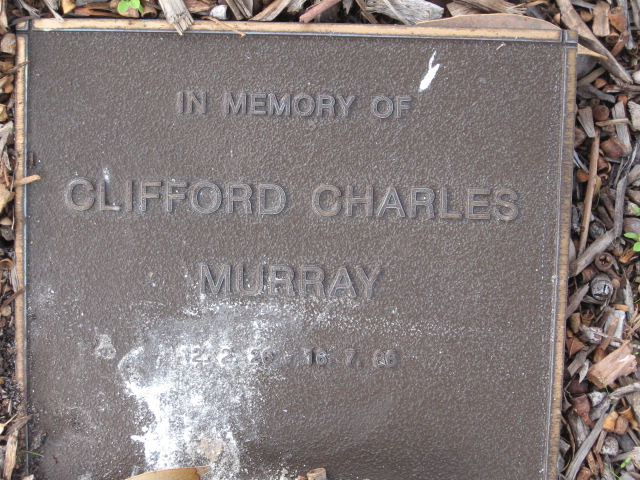 IN MEMORY OF
CLIFFORD CHARLES
MURRAY